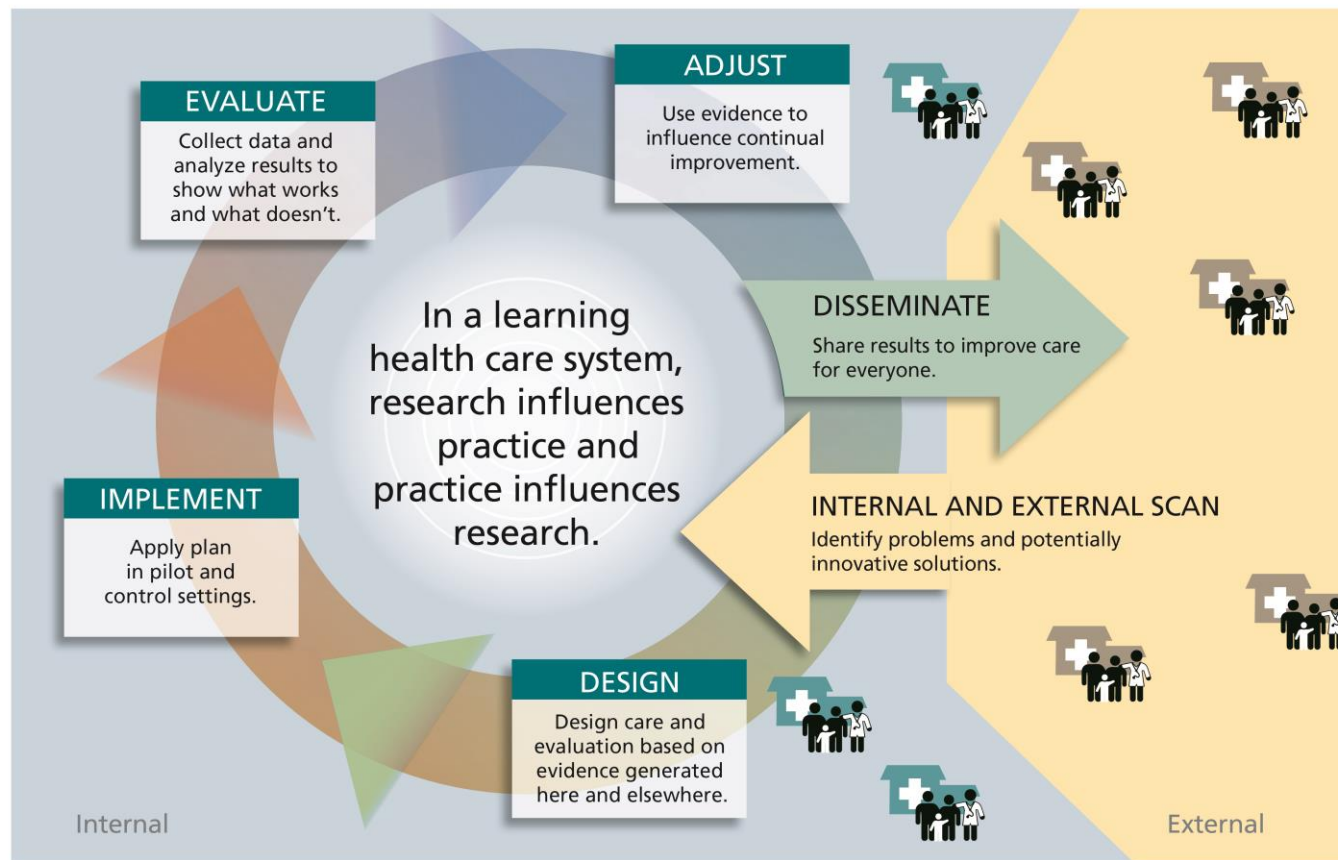 EVALUATE
Collect data and
analyze results to
show what works
and what doesn’t.
ADJUST
Use evidence to
influence continual
improvement.
In a learning
health care system,
research influences
practice and
practice influences
research.
DISSEMINATE
Share results to improve care
for everyone.
INTERNAL AND EXTERNAL SCAN
Identify problems and potentially
innovative solutions.
IMPLEMENT
Apply plan
in pilot and
control settings.
DESIGN
Design care and
evaluation based on
evidence generated
here and elsewhere.
Internal
External